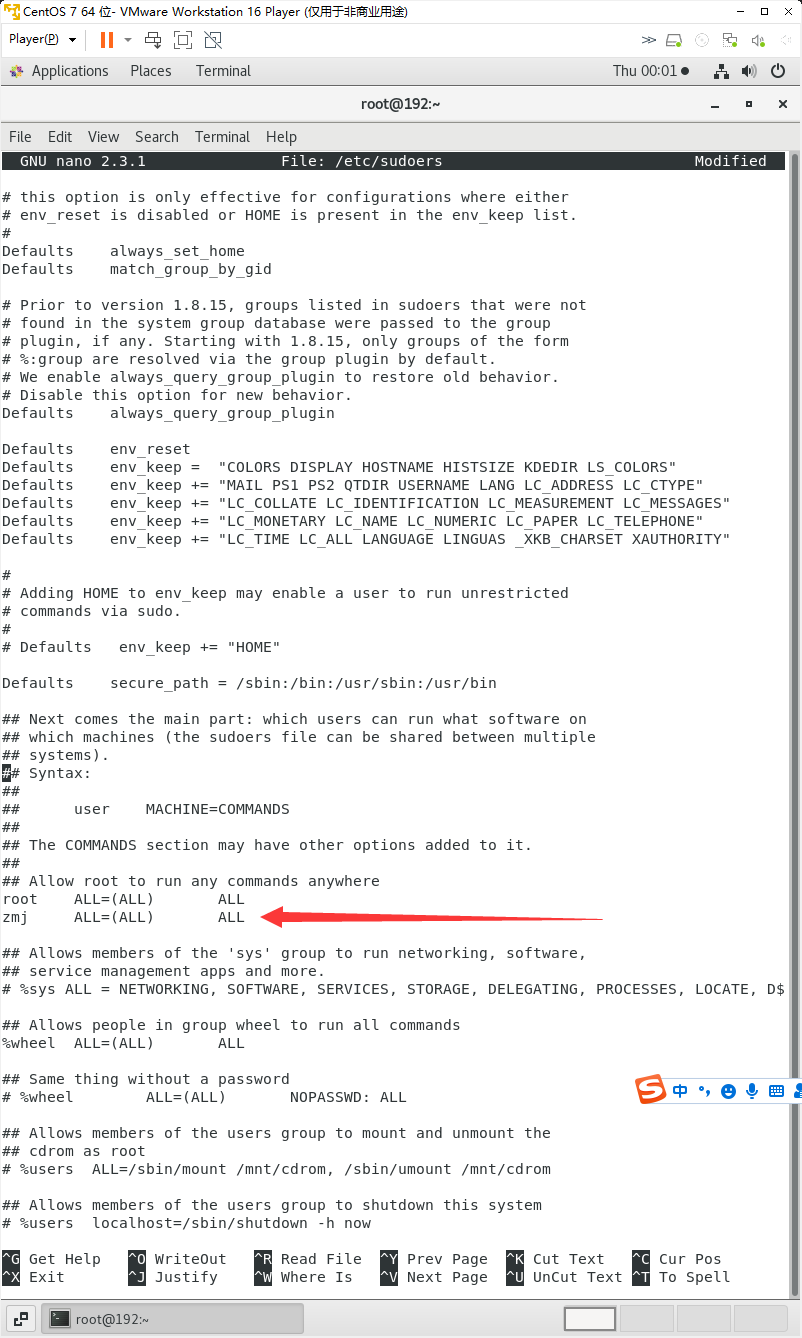 CentOS 7 64 位- VMware Workstation 16 Player (仅用于非商业用途)
Player(P)
Applications Places Terminal Thu 00:01
root@192:~
File Edit View Search Terminal Help
GNU nano 2.3.1 File: /etc/sudoers Modified
# this option is only effective for configurations where either
# env_reset is disabled or HOME is present in the env_keep list.
#
Defaults    always_set_home
Defaults    match_group_by_gid
# Prior to version 1.8.15, groups listed in sudoers that were not
# found in the system group database were passed to the group
# plugin, if any. Starting with 1.8.15, only groups of the form
# %:group are resolved via the group plugin by default.
# We enable always_query_group_plugin to restore old behavior.
# Disable this option for new behavior.
Defaults    always_query_group_plugin
Defaults    env_reset
Defaults    env_keep =  "COLORS DISPLAY HOSTNAME HISTSIZE KDEDIR LS_COLORS"
Defaults    env_keep += "MAIL PS1 PS2 QTDIR USERNAME LANG LC_ADDRESS LC_CTYPE"
Defaults    env_keep += "LC_COLLATE LC_IDENTIFICATION LC_MEASUREMENT LC_MESSAGES"
Defaults    env_keep += "LC_MONETARY LC_NAME LC_NUMERIC LC_PAPER LC_TELEPHONE"
Defaults    env_keep += "LC_TIME LC_ALL LANGUAGE LINGUAS _XKB_CHARSET XAUTHORITY"
#
# Adding HOME to env_keep may enable a user to run unrestricted
# commands via sudo.
#
# Defaults   env_keep += "HOME"
Defaults    secure_path = /sbin:/bin:/usr/sbin:/usr/bin
## Next comes the main part: which users can run what software on
## which machines (the sudoers file can be shared between multiple
## systems).
## Syntax:
##
##      user    MACHINE=COMMANDS
##
## The COMMANDS section may have other options added to it.
##
## Allow root to run any commands anywhere
root    ALL=(ALL)       ALL
zmj     ALL=(ALL)       ALL
## Allows members of the 'sys' group to run networking, software,
## service management apps and more.
# %sys ALL = NETWORKING, SOFTWARE, SERVICES, STORAGE, DELEGATING, PROCESSES, LOCATE, D$
## Allows people in group wheel to run all commands
%wheel  ALL=(ALL)       ALL
## Same thing without a password
# %wheel        ALL=(ALL)       NOPASSWD: ALL
中
## Allows members of the users group to mount and unmount the
## cdrom as root
# %users  ALL=/sbin/mount /mnt/cdrom, /sbin/umount /mnt/cdrom
## Allows members of the users group to shutdown this system
# %users  localhost=/sbin/shutdown -h now
^G Get Help ^O WriteOut ^R Read File ^Y Prev Page ^K Cut Text ^C Cur Pos
^X Exit ^J Justify ^W Where Is ^V Next Page ^U UnCut Text ^T To Spell
root@192:~